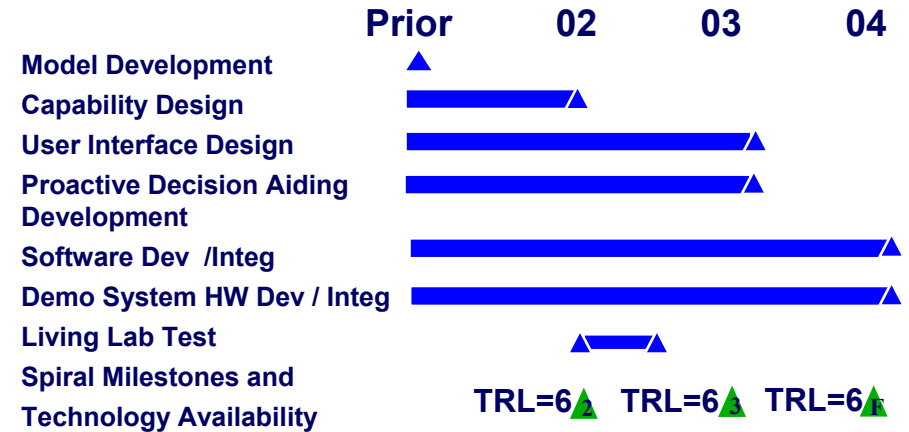 Prior 02 03 04
Model Development
Capability Design
User Interface Design
Proactive Decision Aiding
Development
Software Dev /Integ
Demo System HW Dev / Integ
Living Lab Test
Spiral Milestones and
Technology Availability
TRL=6 2 TRL=6 3 TRL=6 F